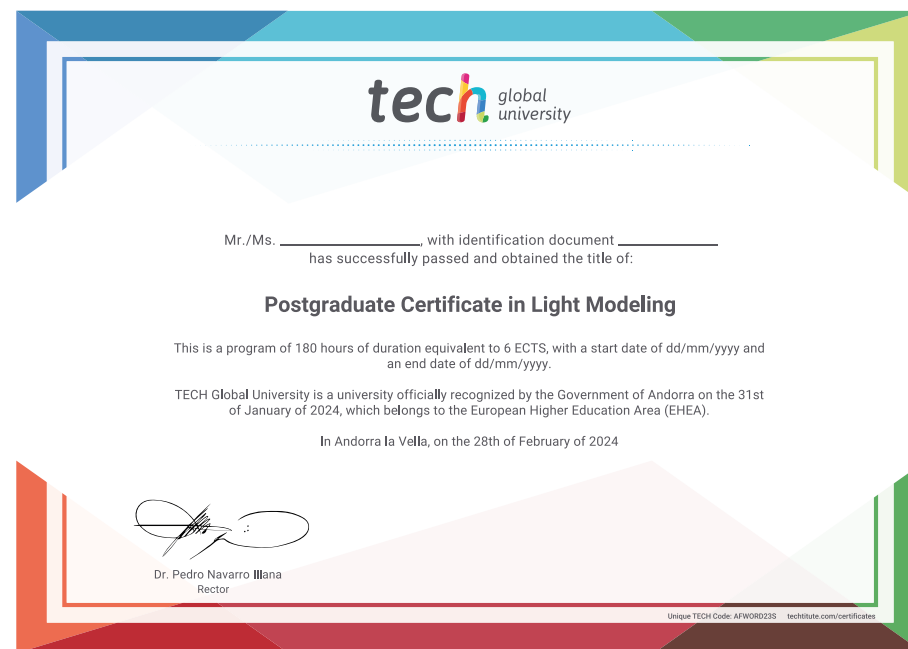 tech global
university
Mr./Ms. ____________________, with identification document ______________
has successfully passed and obtained the title of:
Postgraduate Certificate in Light Modeling
This is a program of 180 hours of duration equivalent to 6 ECTS, with a start date of dd/mm/yyyy and
an end date of dd/mm/yyyy.
TECH Global University is a university officially recognized by the Government of Andorra on the 31st
of January of 2024, which belongs to the European Higher Education Area (EHEA).
In Andorra la Vella, on the 28th of February of 2024
Dr. Pedro Navarro Illana
Rector
Unique TECH Code: AFWORD23S techtitute.com/certificates